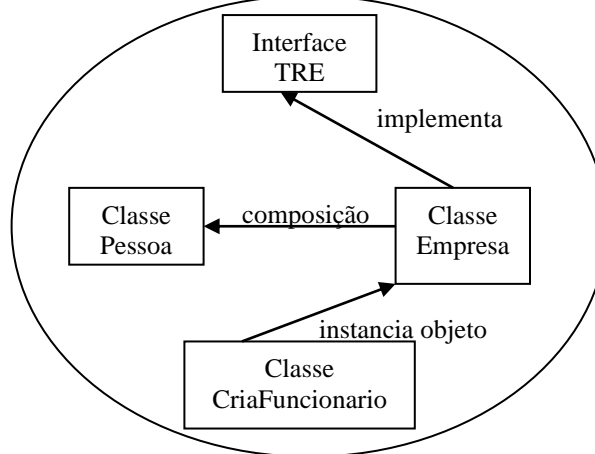 Interface
TRE
implementa
Classe
Pessoa
composição
Classe
Empresa
instancia objeto
Classe
CriaFuncionario